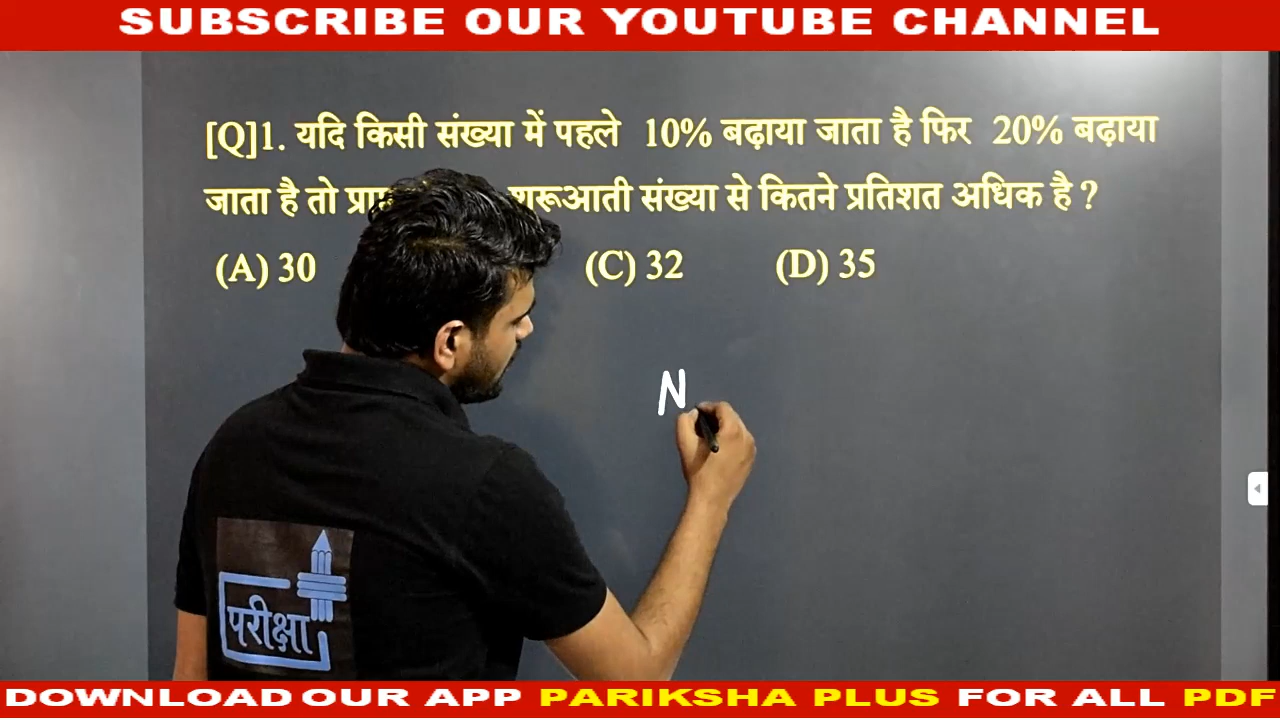 SUBSCRIBE OUR YOUTUBE CHANNEL
[Q]1. यदि किसी संख्या में पहले 10% बढ़ाया जाता है फिर 20% बढ़ाया
जाता है तो शुरूआती संख्या से कितने प्रतिशत अधिक है ?
(A) 30 (C) 32 (D) 35
N
परीक्षा
DOWNLOAD OUR APP PARIKSHA PLUS FOR ALL PDF